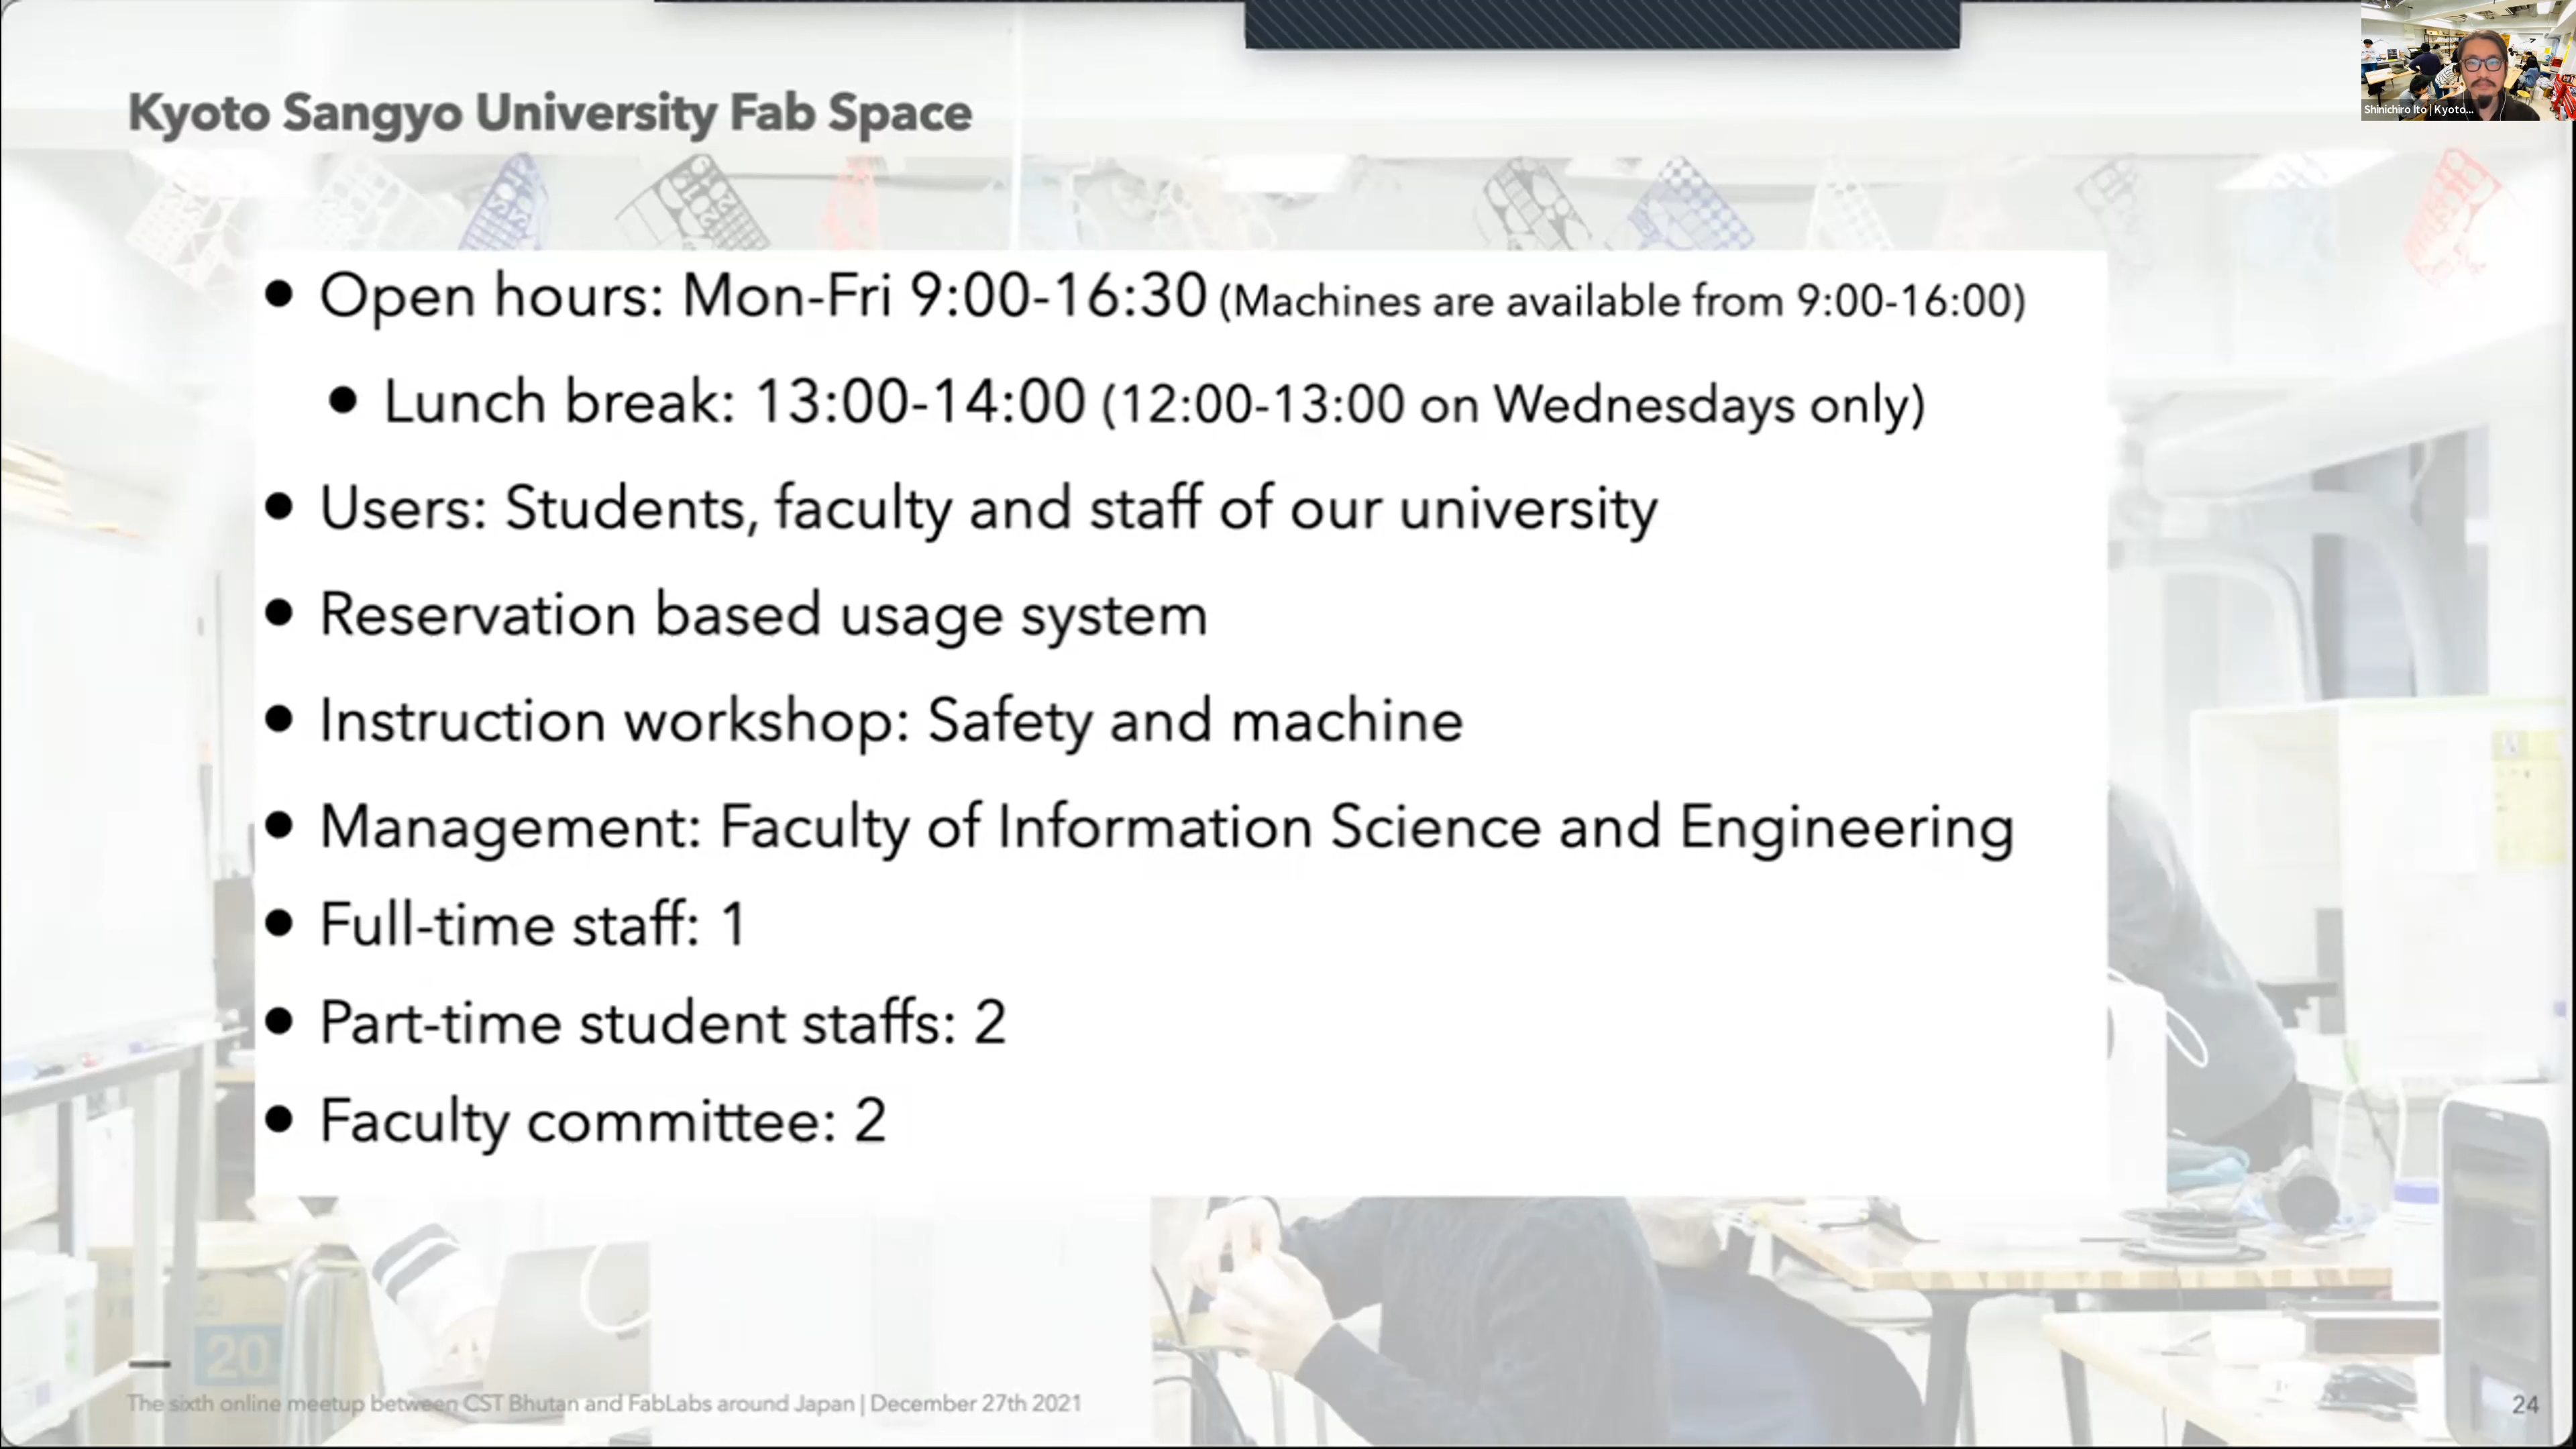 Kyoto Sangyo University Fab Space
Shinichiro Ito | Kyoto...
• Open hours: Mon-Fri 9:00-16:30 (Machines are available from 9:00-16:00)
• Lunch break: 13:00-14:00 (12:00-13:00 on Wednesdays only)
• Users: Students, faculty and staff of our university
• Reservation based usage system
• Instruction workshop: Safety and machine
• Management: Faculty of Information Science and Engineering
• Full-time staff: 1
• Part-time student staffs: 2
• Faculty committee: 2
20
The sixth online meetup between CST Bhutan and FabLabs around Japan | December 27th 2021
24